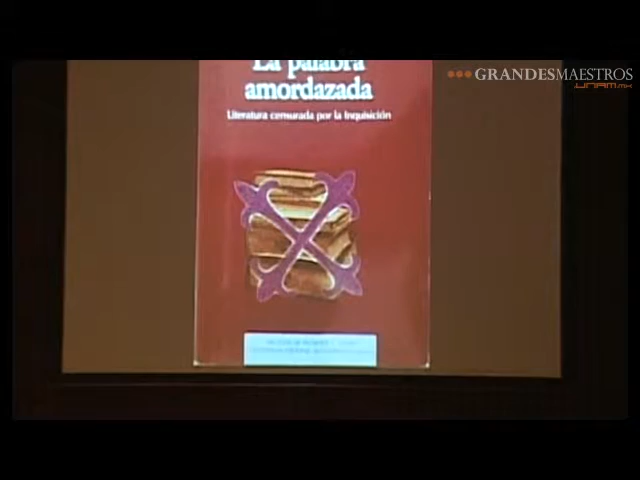 GRANDESMAESTROS
UNAM.MX
La palabra
amordazada
Literatura censurada por la Inquisición